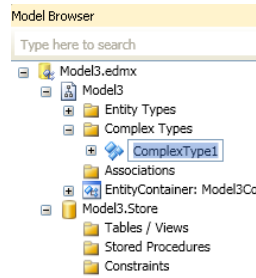 Model Browser
Type here to search
Model3.edmx
Model3
Entity Types
Complex Types
ComplexType1
Associations
EntityContainer: Model3Co
Model3.Store
Tables / Views
Stored Procedures
Constraints